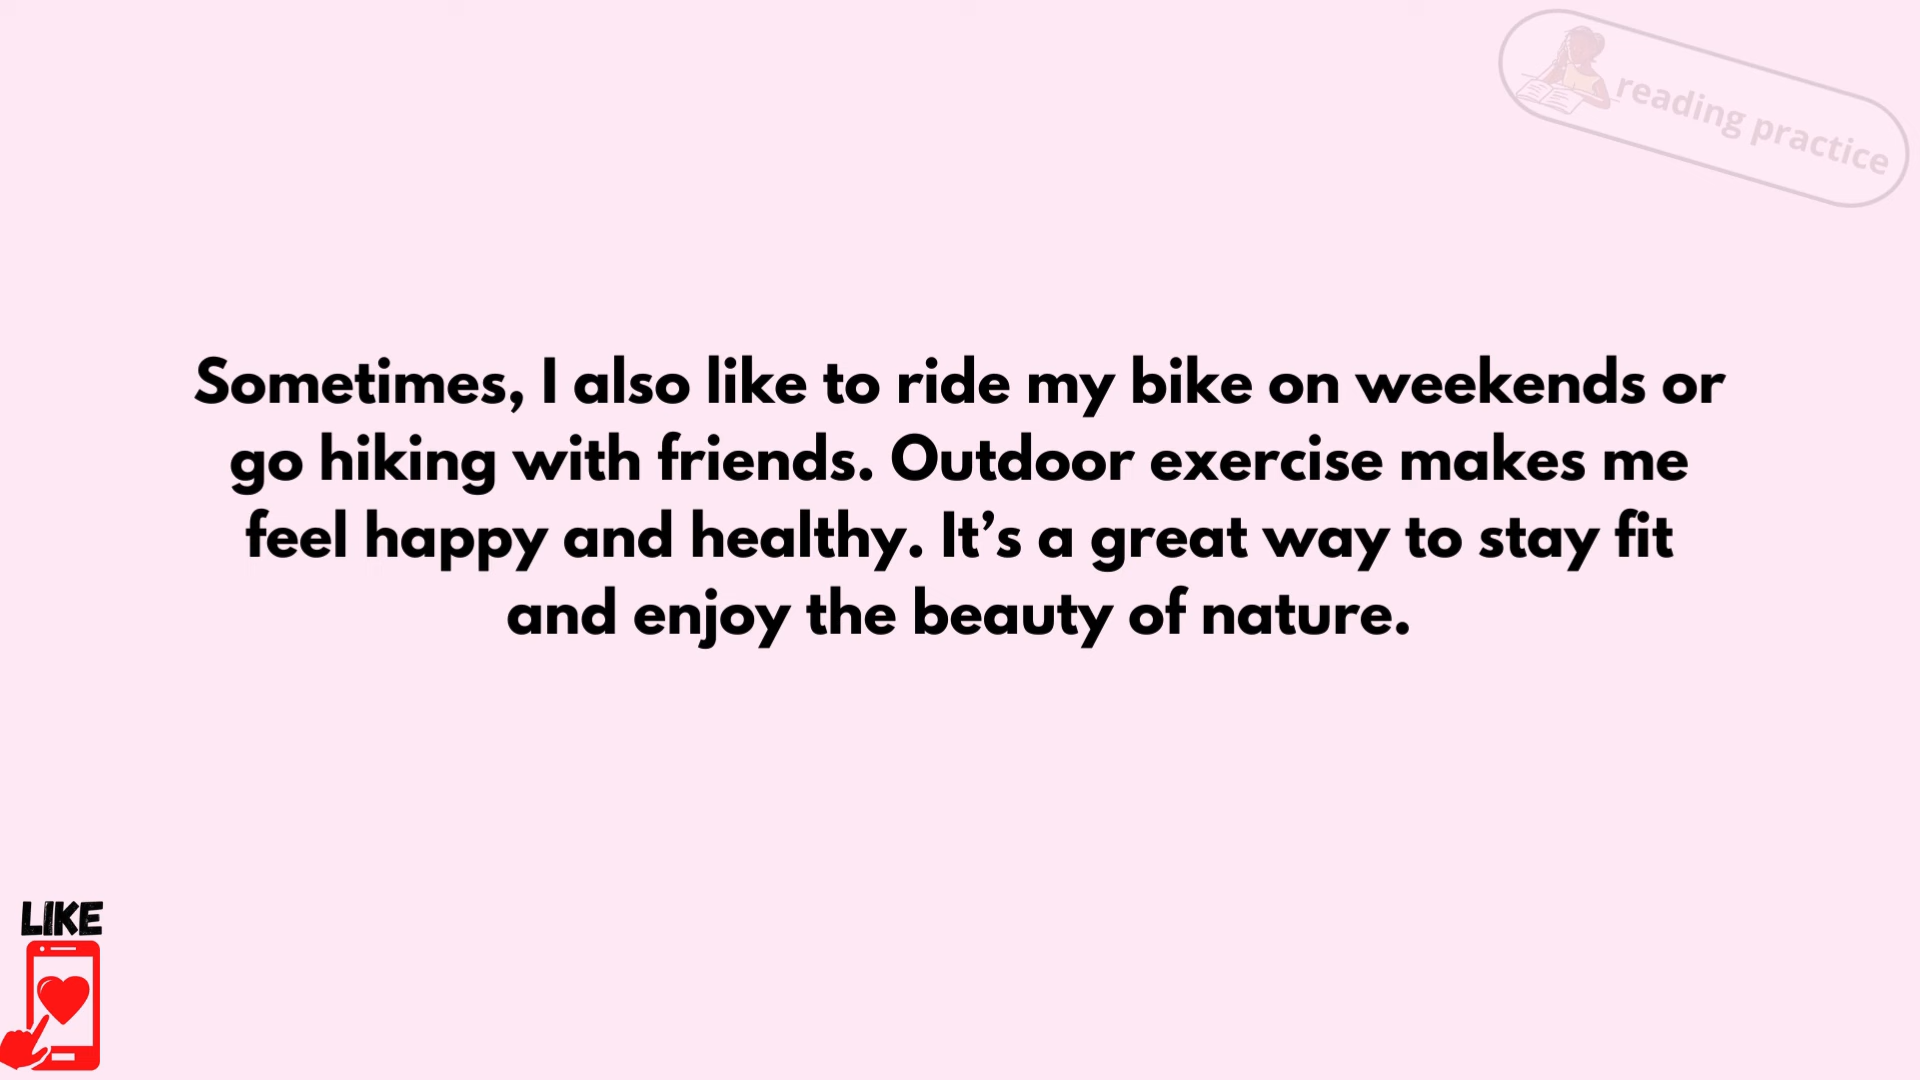 reading practice
Sometimes, I also like to ride my bike on weekends or
go hiking with friends. Outdoor exercise makes me
feel happy and healthy. It’s a great way to stay fit
and enjoy the beauty of nature.
LIKE